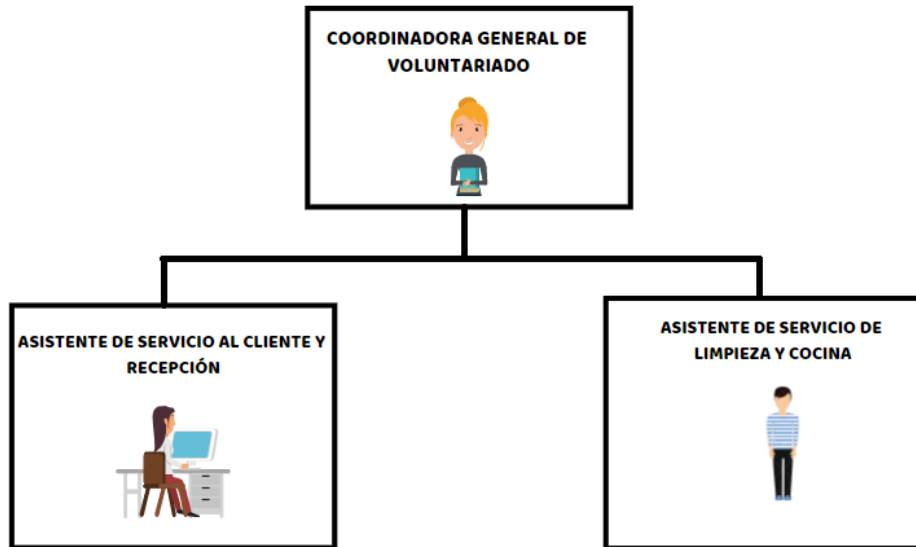 COORDINADORA GENERAL DE
VOLUNTARIADO
ASISTENTE DE SERVICIO AL CLIENTE Y
RECEPCIÓN
ASISTENTE DE SERVICIO DE
LIMPIEZA Y COCINA